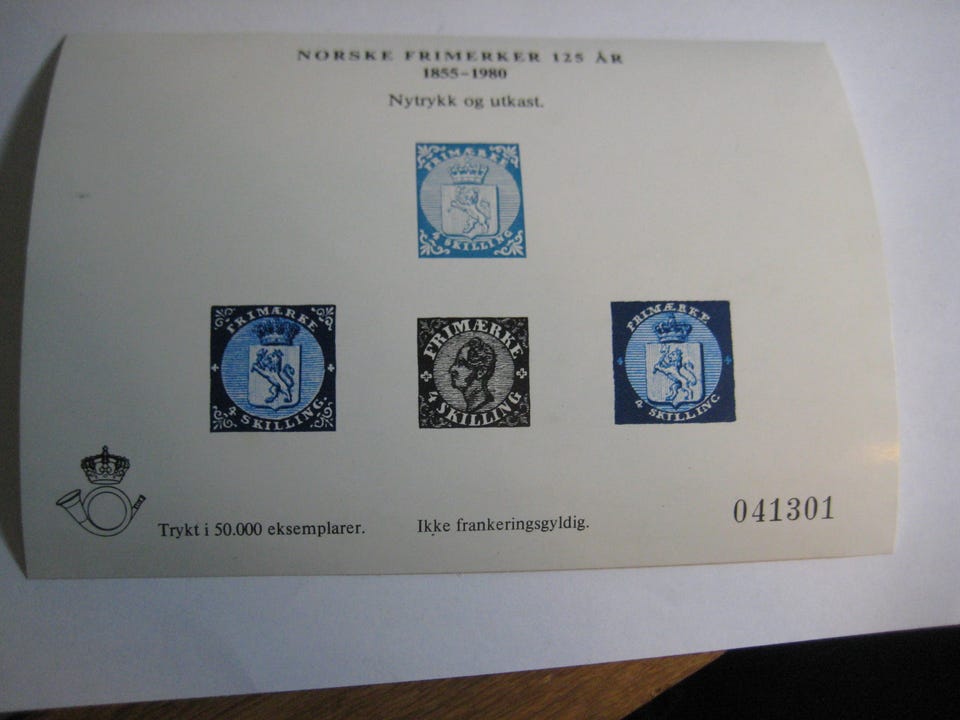 NORSKE FRIMERKER 125 ÅR
1855-1980
Nytrykk og utkast.
FRIMÆRKE
4 SKILLING
FRIMÆRKE
4 SKILLING.
FRIMÆRKE
4 SKILLING
FRIMÆRKE
4 SKILLING
Trykt i 50.000 eksemplarer.
Ikke frankeringsgyldig.
041301